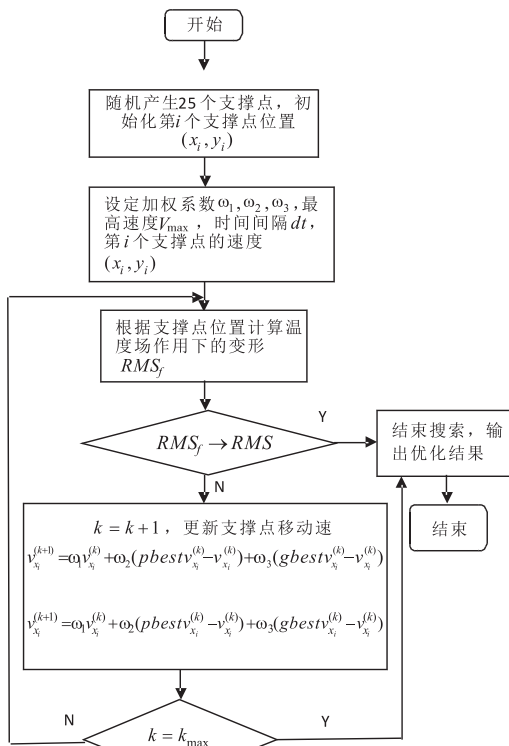 开始
随机产生25个支撑点，初
始化第i个支撑点位置
(x_i, y_i)
设定加权系数ω₁,ω₂,ω₃,最
高速度V_max，时间间隔dt，
第i个支撑点的速度
(x_i, y_i)
根据支撑点位置计算温
度场作用下的变形
RMS_f
Y
RMS_f → RMS
结束搜索，输
出优化结果
N
结束
k = k+1，更新支撑点移动速
v_{x_i}^{(k+1)} = ω₁v_{x_i}^{(k)} + ω₂(pbestv_{x_i}^{(k)} − v_{x_i}^{(k)}) + ω₃(gbestv_{x_i}^{(k)} − v_{x_i}^{(k)})
v_{x_i}^{(k+1)} = ω₁v_{x_i}^{(k)} + ω₂(pbestv_{x_i}^{(k)} − v_{x_i}^{(k)}) + ω₃(gbestv_{x_i}^{(k)} − v_{x_i}^{(k)})
N
Y
k = k_max